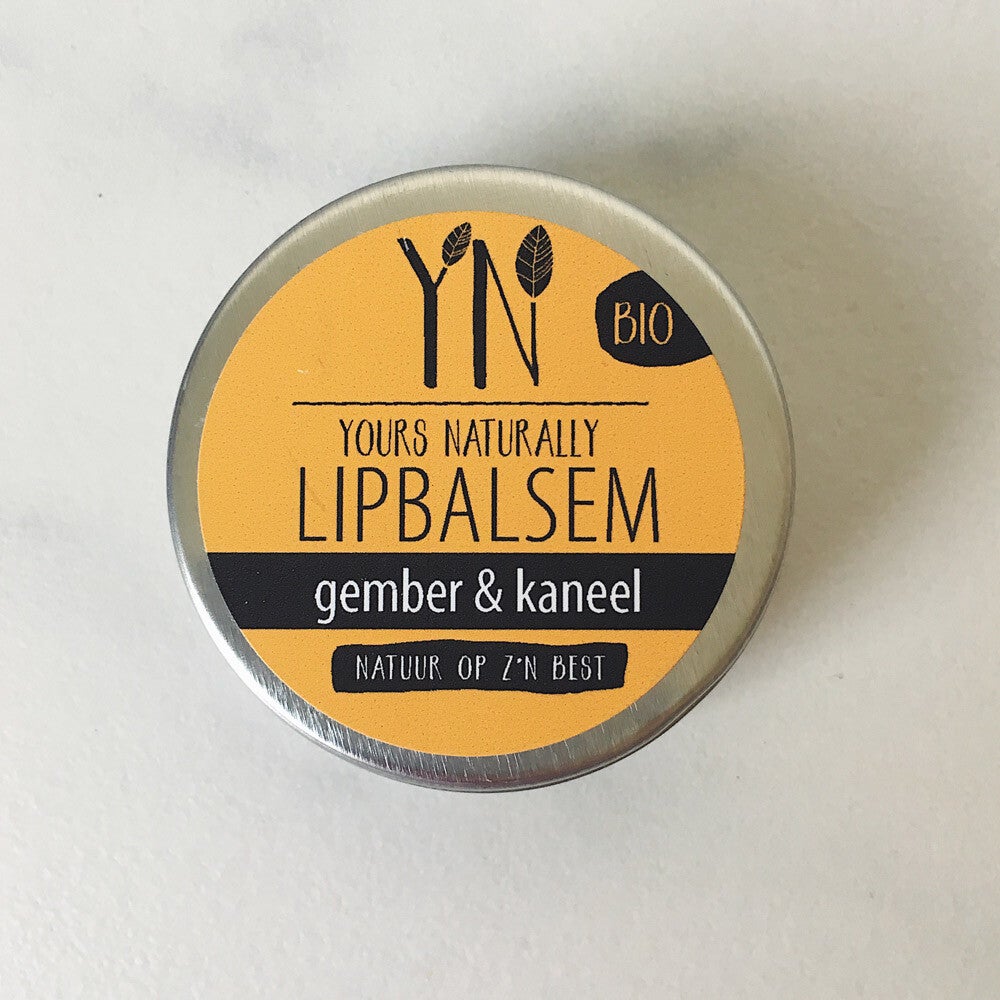 YN
BIO
YOURS NATURALLY
LIPBALSEM
gember & kaneel
NATUUR OP Z'N BEST